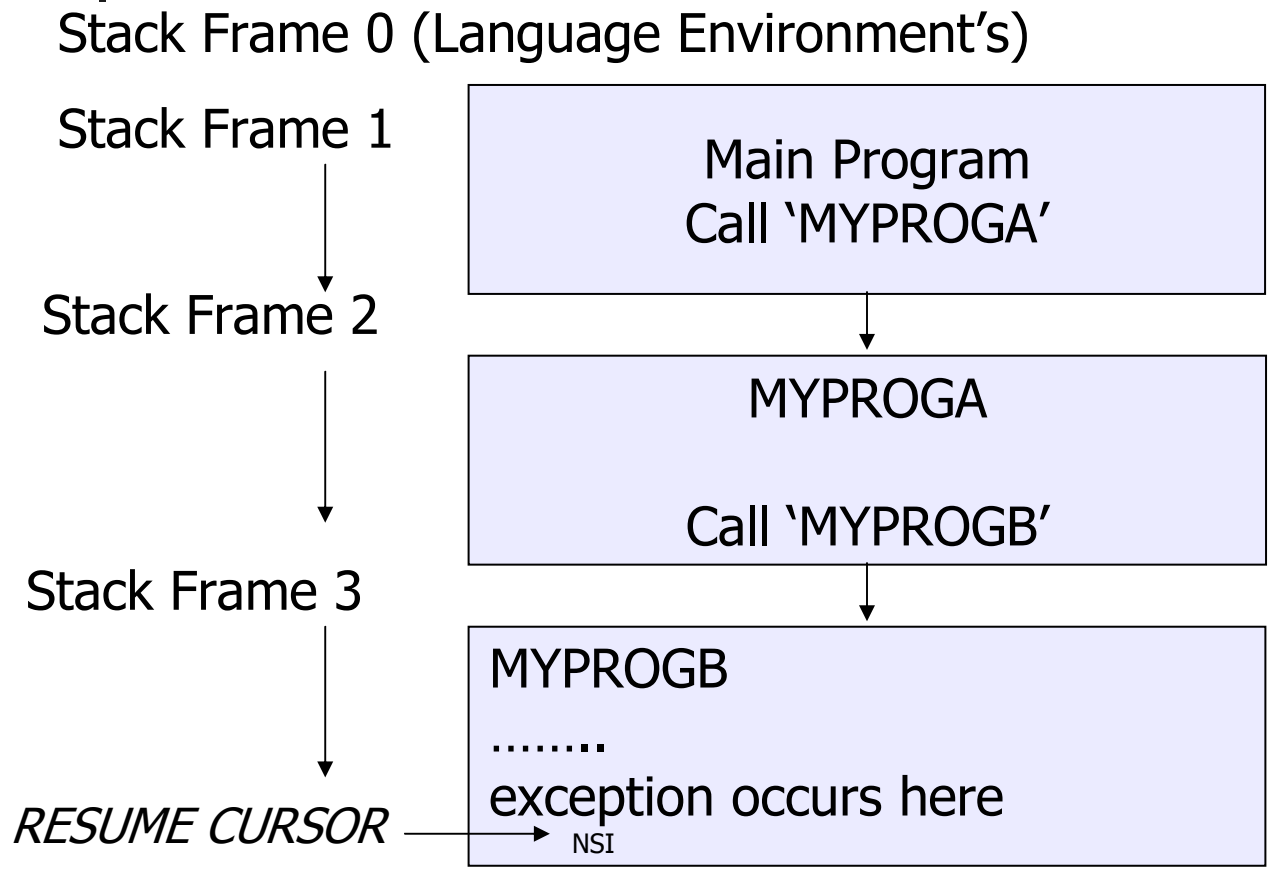 Stack Frame 0 (Language Environment’s)
Stack Frame 1
Main Program
Call ‘MYPROGA’
Stack Frame 2
MYPROGA
Call ‘MYPROGB’
Stack Frame 3
MYPROGB
........
exception occurs here
RESUME CURSOR
NSI